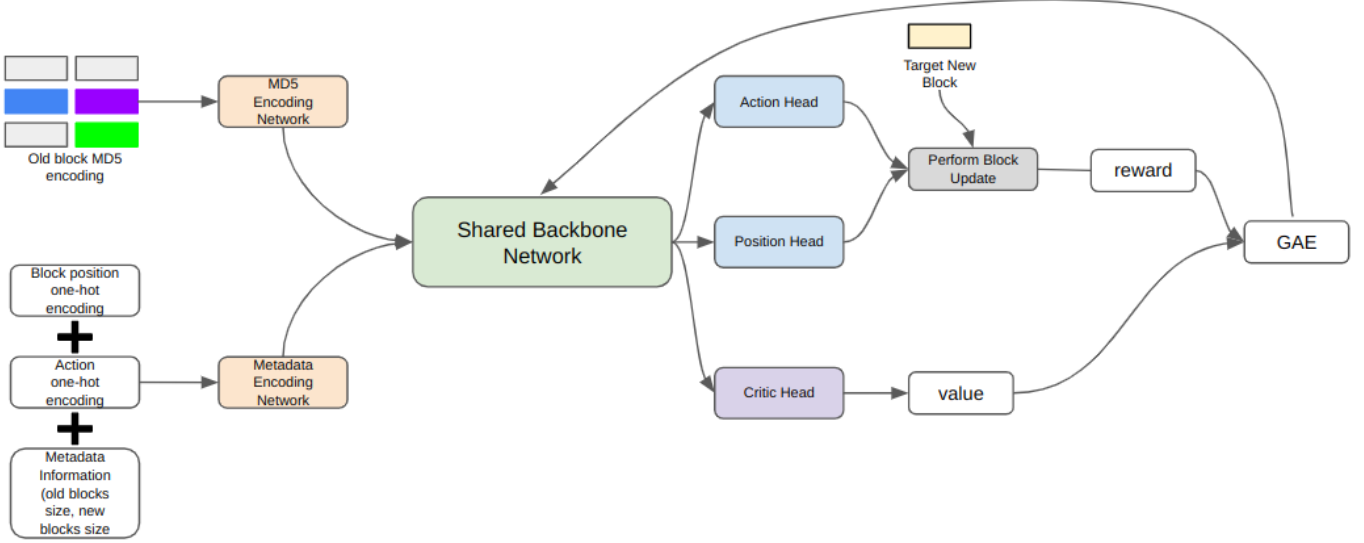 Old block MD5
encoding
Block position
one-hot
encoding
Action
one-hot
encoding
Metadata
Information
(old blocks
size, new
blocks size
MD5
Encoding
Network
Metadata
Encoding
Network
Shared Backbone
Network
Action Head
Position Head
Critic Head
Target New
Block
Perform Block
Update
reward
value
GAE